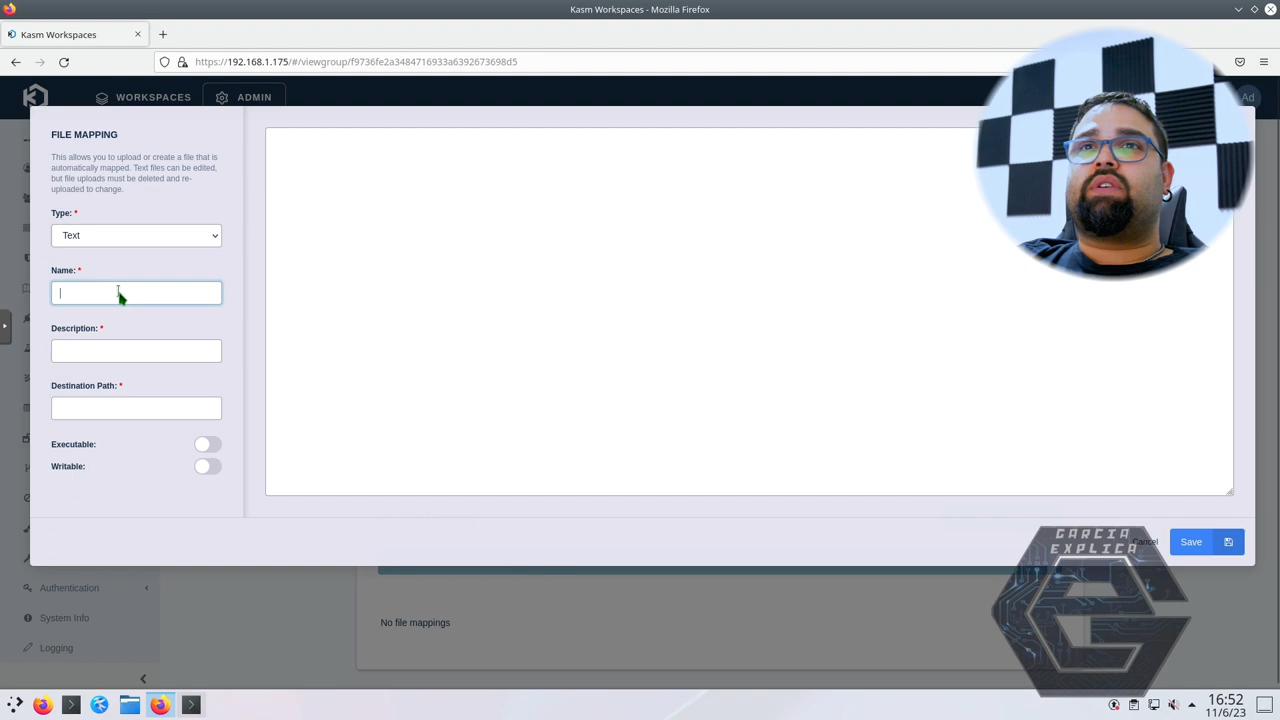 Kasm Workspaces - Mozilla Firefox
Kasm Workspaces
https://192.168.1.175/#/viewgroup/f9736fe2a3484716933a6392673698d5
WORKSPACES
ADMIN
Ad
FILE MAPPING
This allows you to upload or create a file that is
automatically mapped. Text files can be edited,
but file uploads must be deleted and re-
uploaded to change.
Type: *
Text
Name: *
Description: *
Destination Path: *
Executable:
Writable:
Cancel
Save
GARCIA
EXPLICA
Authentication
System Info
No file mappings
Logging
16:52
11/6/23